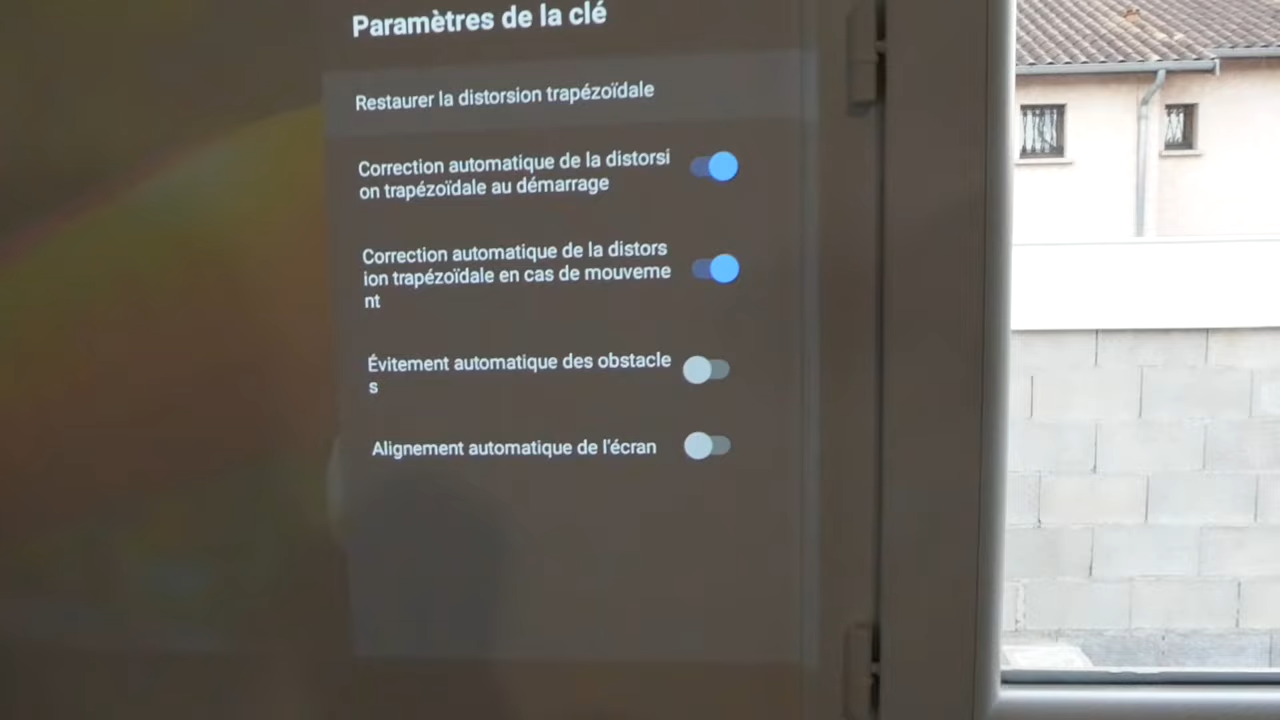 Paramètres de la clé
Restaurer la distorsion trapézoïdale
Correction automatique de la distorsi
on trapézoïdale au démarrage
Correction automatique de la distors
ion trapézoïdale en cas de mouveme
nt
Évitement automatique des obstacle
s
Alignement automatique de l'écran